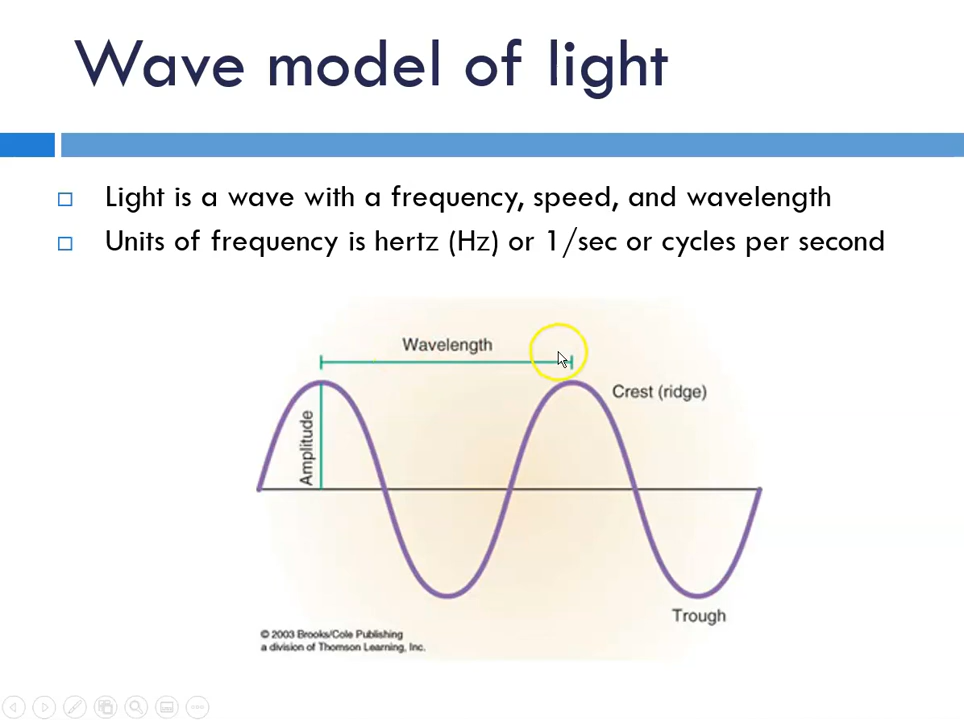 Wave model of light
Light is a wave with a frequency, speed, and wavelength
Units of frequency is hertz (Hz) or 1/sec or cycles per second
Wavelength
Crest (ridge)
Amplitude
Trough
© 2003 Brooks/Cole Publishing
a division of Thomson Learning, Inc.